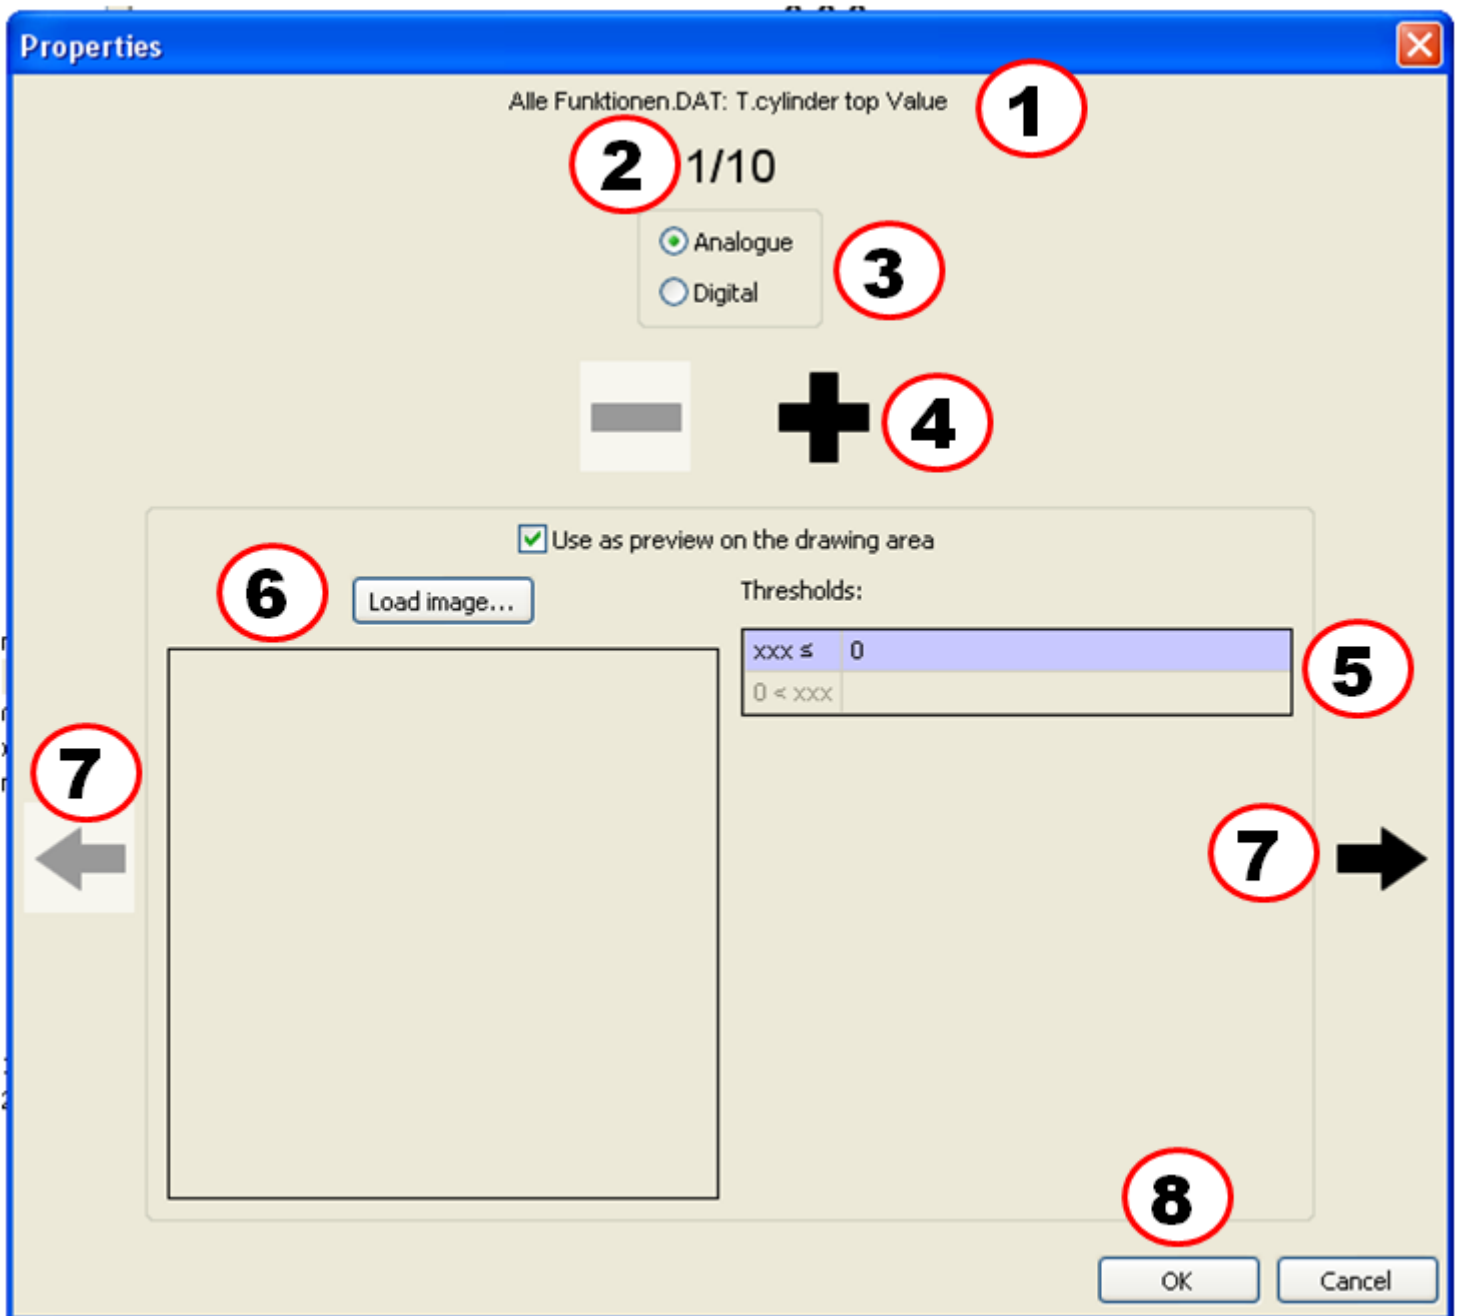 Properties
Alle Funktionen.DAT: T.cylinder top Value 1
2 1/10
Analogue
Digital
3
4
Use as preview on the drawing area
6 Load image...
Thresholds:
xxx ≤ 0
0 < xxx
5
7
7
8
OK Cancel